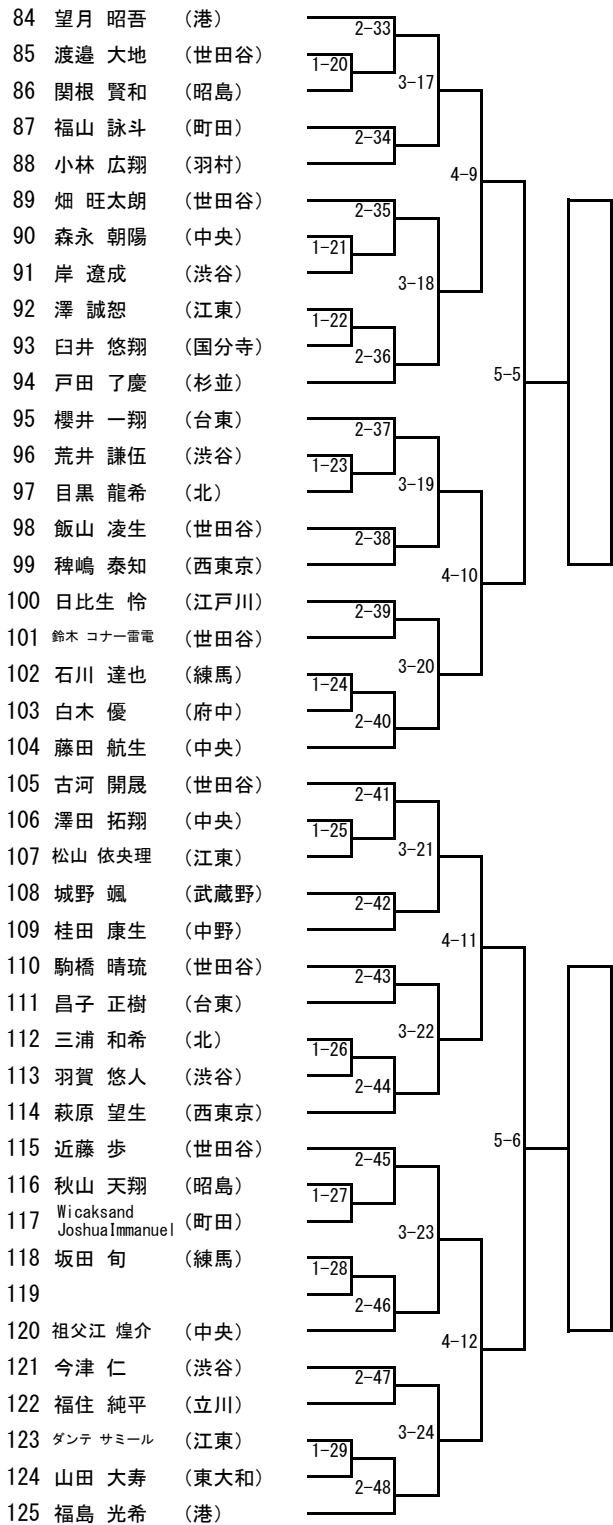 84 望月 昭吾 （港）
85 渡邉 大地 （世田谷）
86 関根 賢和 （昭島）
87 福山 詠斗 （町田）
88 小林 広翔 （羽村）
89 畑 旺太朗 （世田谷）
90 森永 朝陽 （中央）
91 岸 遼成 （渋谷）
92 澤 誠恕 （江東）
93 臼井 悠翔 （国分寺）
94 戸田 了慶 （杉並）
95 櫻井 一翔 （台東）
96 荒井 謙伍 （渋谷）
97 目黒 龍希 （北）
98 飯山 凌生 （世田谷）
99 稗嶋 泰知 （西東京）
100 日比生 怜 （江戸川）
101 鈴木 コナー雷電 （世田谷）
102 石川 達也 （練馬）
103 白木 優 （府中）
104 藤田 航生 （中央）
105 古河 開晟 （世田谷）
106 澤田 拓翔 （中央）
107 松山 依央理 （江東）
108 城野 颯 （武蔵野）
109 桂田 康生 （中野）
110 駒橋 晴琉 （世田谷）
111 昌子 正樹 （台東）
112 三浦 和希 （北）
113 羽賀 悠人 （渋谷）
114 萩原 望生 （西東京）
115 近藤 歩 （世田谷）
116 秋山 天翔 （昭島）
117 Wicaksand JoshuaImmanuel （町田）
118 坂田 旬 （練馬）
119
120 祖父江 煌介 （中央）
121 今津 仁 （渋谷）
122 福住 純平 （立川）
123 ダンテ サミール （江東）
124 山田 大寿 （東大和）
125 福島 光希 （港）
1-20
1-21
1-22
1-23
1-24
1-25
1-26
1-27
1-28
1-29
2-33
2-34
2-35
2-36
2-37
2-38
2-39
2-40
2-41
2-42
2-43
2-44
2-45
2-46
2-47
2-48
3-17
3-18
3-19
3-20
3-21
3-22
3-23
3-24
4-9
4-10
4-11
4-12
5-5
5-6